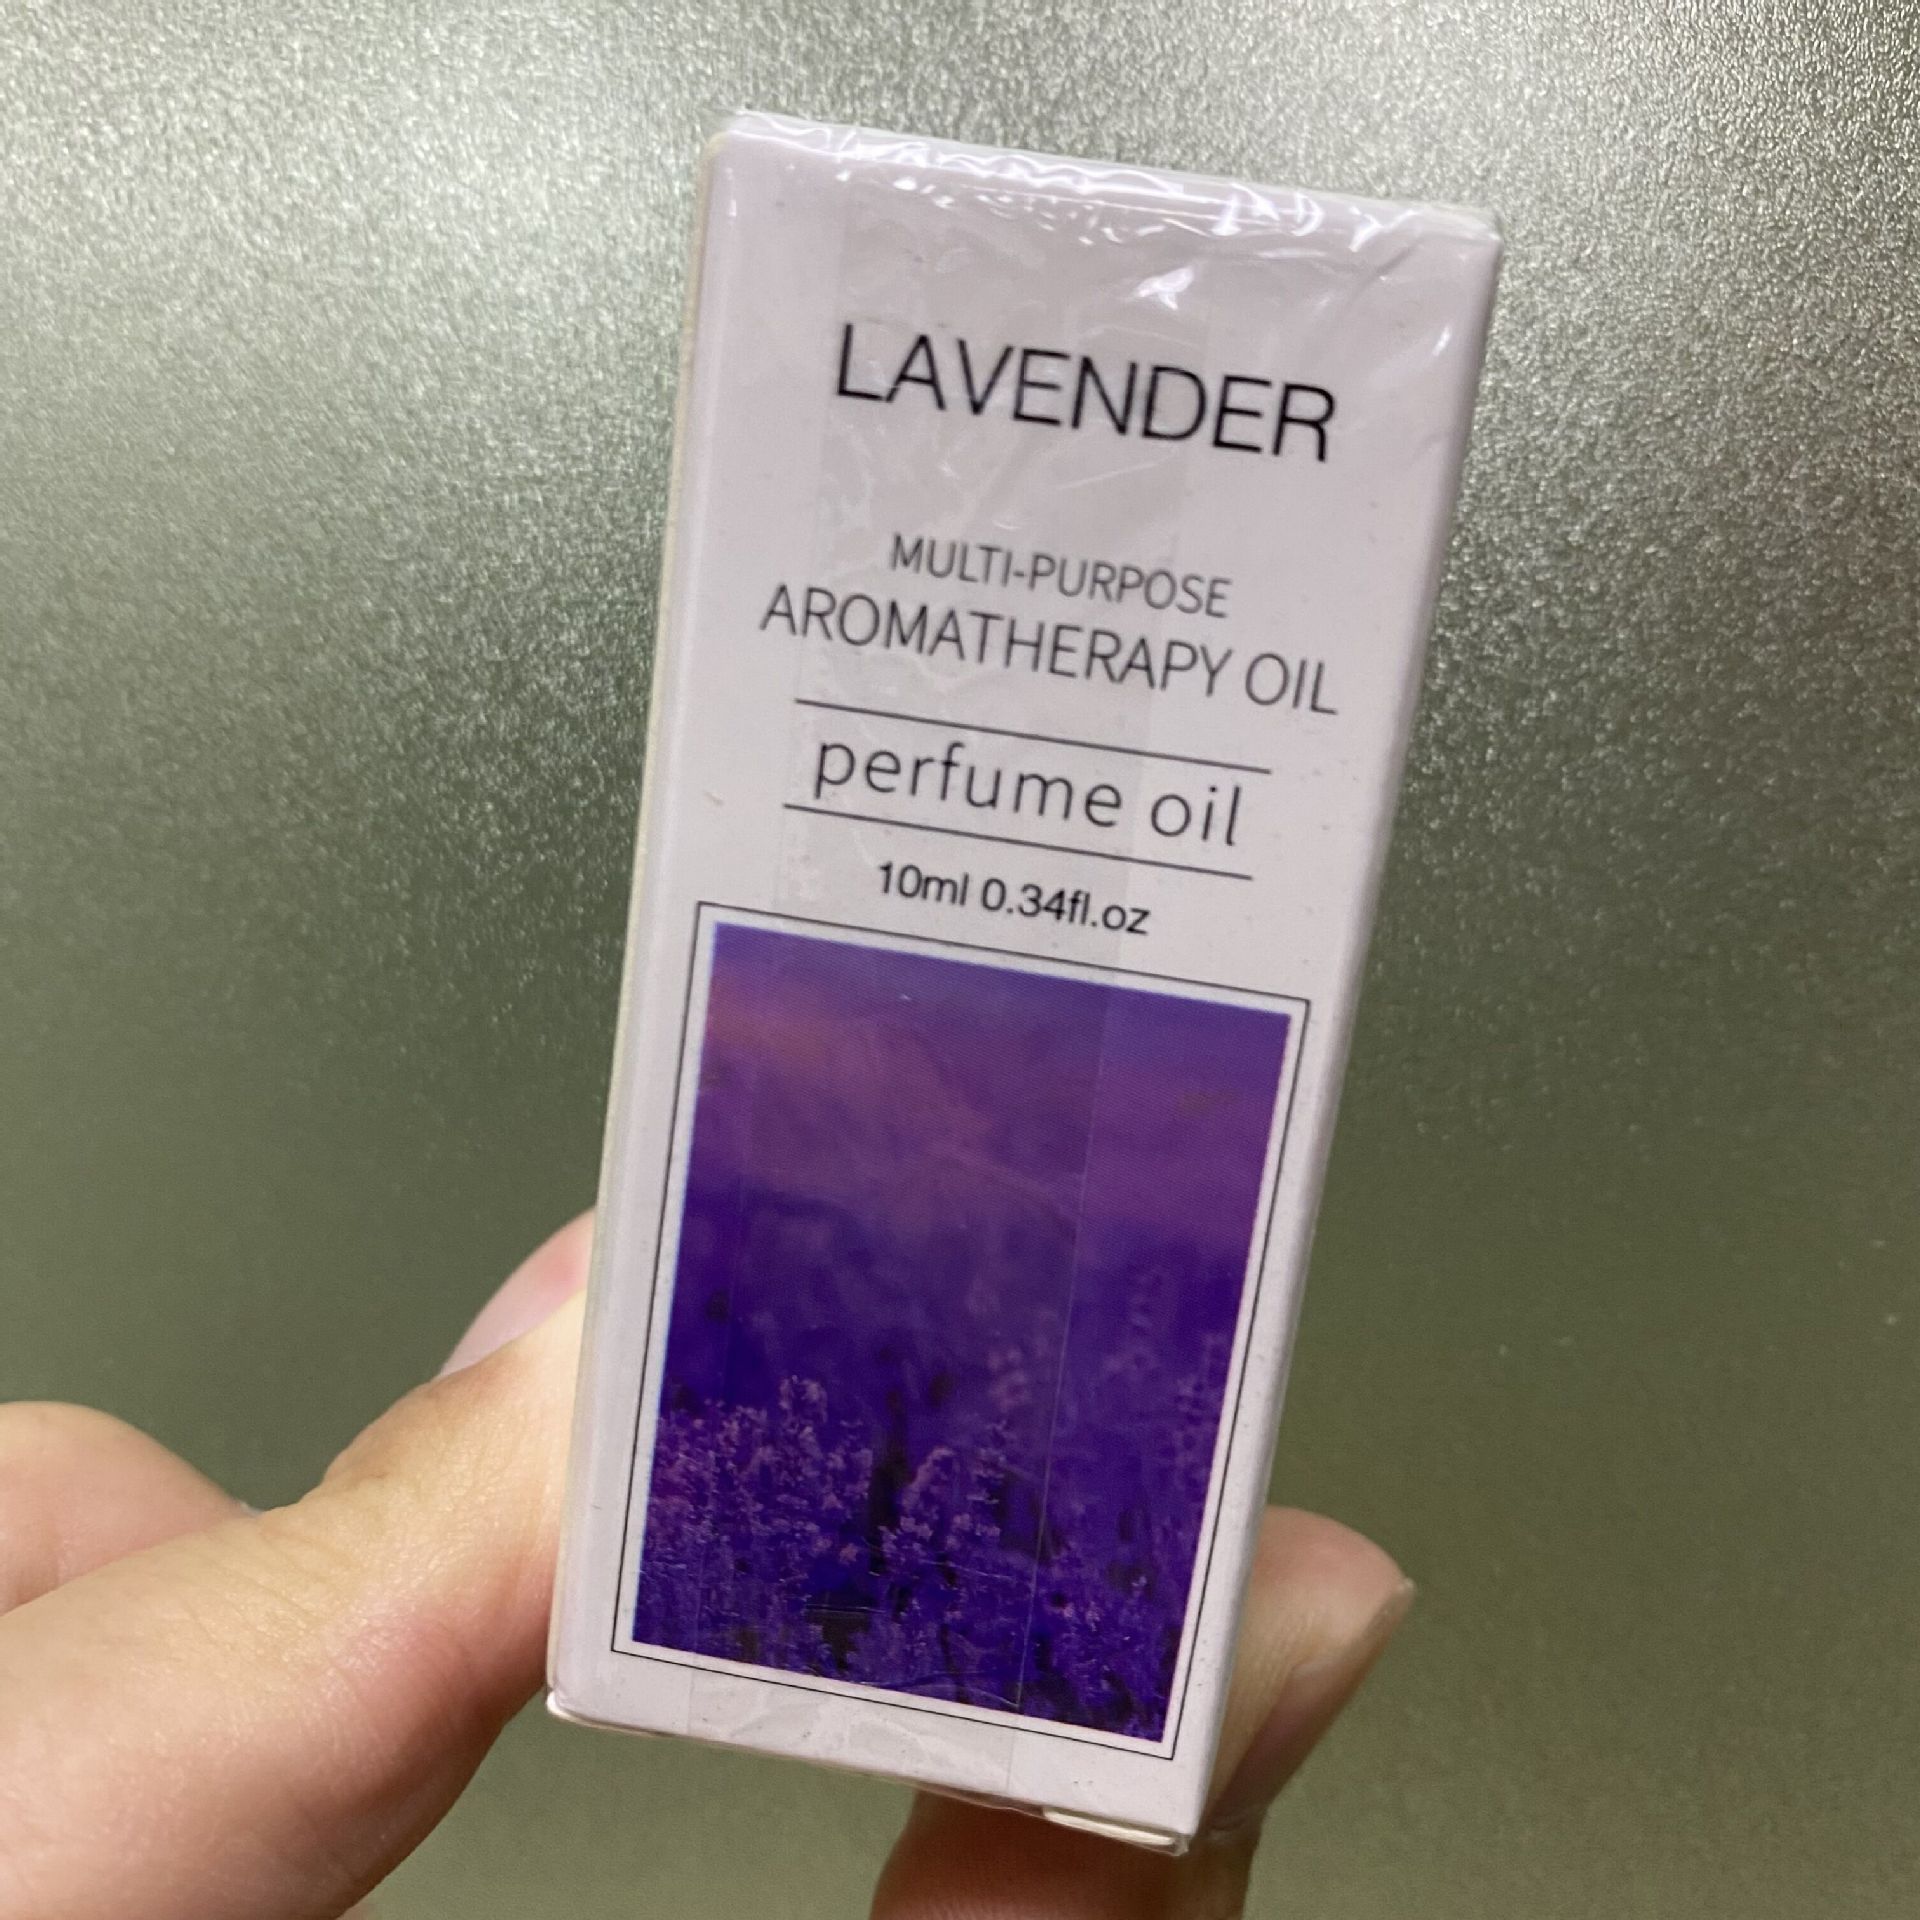 LAVENDER
MULTI-PURPOSE
AROMATHERAPY OIL
perfume oil
10ml 0.34fl.oz